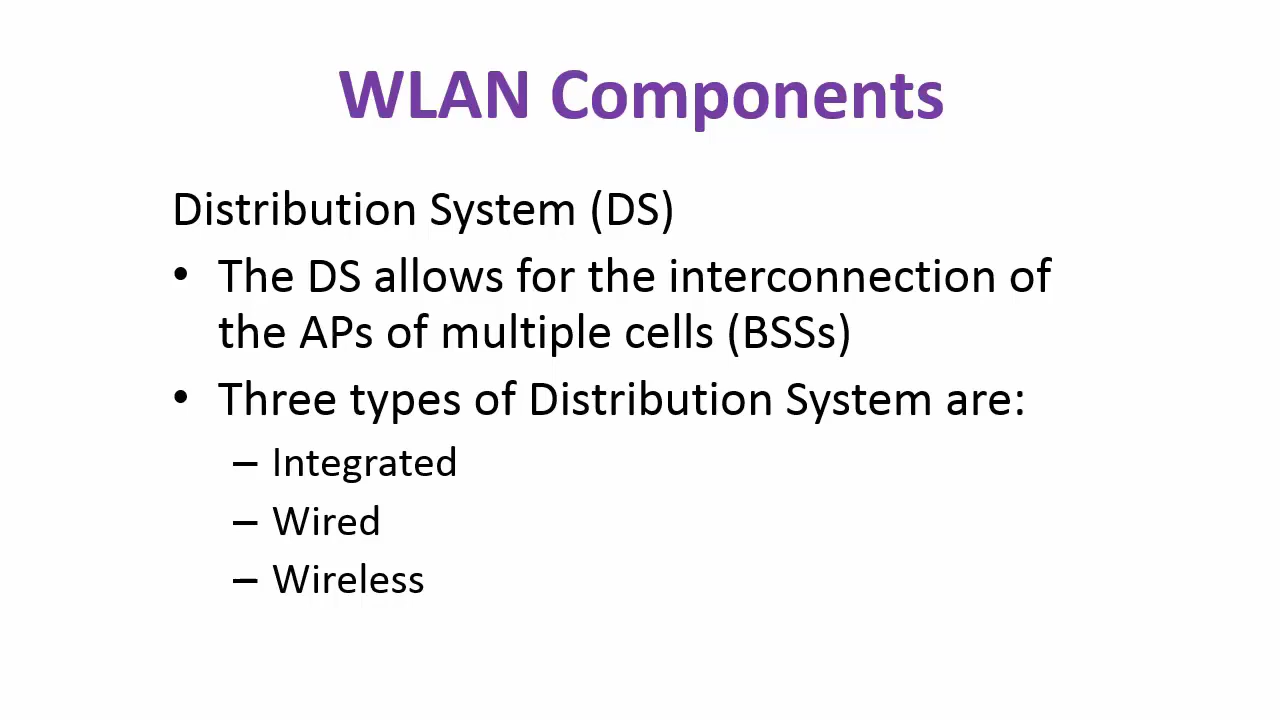 WLAN Components
Distribution System (DS)
• The DS allows for the interconnection of
the APs of multiple cells (BSSs)
• Three types of Distribution System are:
– Integrated
– Wired
– Wireless